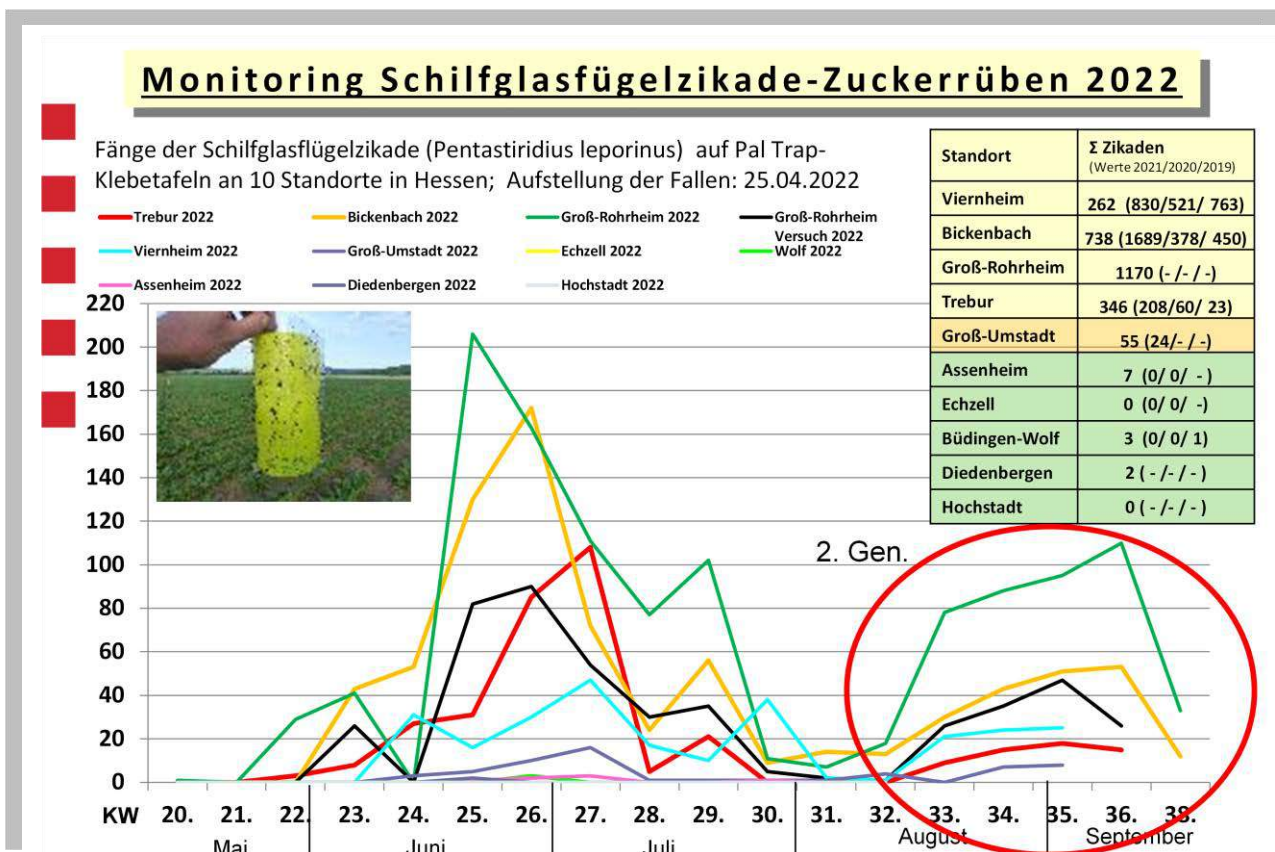 Monitoring Schilfglasfügelzikade-Zuckerrüben 2022
Fänge der Schilfglasflügelzikade (Pentastiridius leporinus) auf Pal Trap-
Klebetafeln an 10 Standorte in Hessen; Aufstellung der Fallen: 25.04.2022
Trebur 2022
Bickenbach 2022
Groß-Rohrheim 2022
Groß-Rohrheim
Versuch 2022
Viernheim 2022
Groß-Umstadt 2022
Echzell 2022
Wolf 2022
Assenheim 2022
Diedenbergen 2022
Hochstadt 2022
Standort Σ Zikaden
(Werte 2021/2020/2019)
Viernheim 262 (830/521/ 763)
Bickenbach 738 (1689/378/ 450)
Groß-Rohrheim 1170 (- /- / -)
Trebur 346 (208/60/ 23)
Groß-Umstadt 55 (24/- / -)
Assenheim 7 (0/ 0/ - )
Echzell 0 (0/ 0/ -)
Büdingen-Wolf 3 (0/ 0/ 1)
Diedenbergen 2 ( - /- / - )
Hochstadt 0 ( - /- / - )
220
200
180
160
140
120
100
80
60
40
20
0
2. Gen.
KW 20. 21. 22. 23. 24. 25. 26. 27. 28. 29. 30. 31. 32. 33. 34. 35. 36. 38.
Mai Juni Juli August September